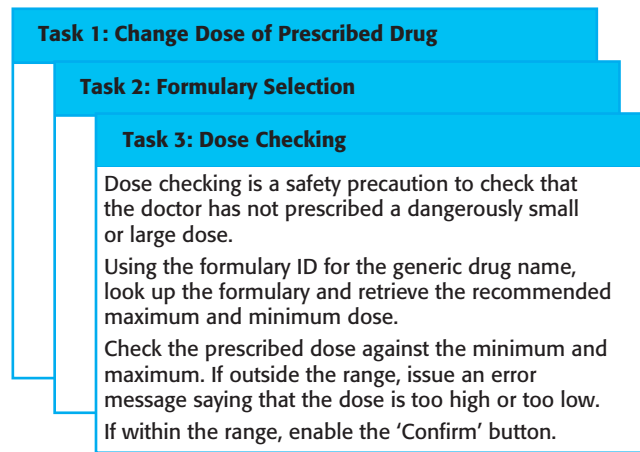 Task 1: Change Dose of Prescribed Drug
Task 2: Formulary Selection
Task 3: Dose Checking
Dose checking is a safety precaution to check that
the doctor has not prescribed a dangerously small
or large dose.
Using the formulary ID for the generic drug name,
look up the formulary and retrieve the recommended
maximum and minimum dose.
Check the prescribed dose against the minimum and
maximum. If outside the range, issue an error
message saying that the dose is too high or too low.
If within the range, enable the ‘Confirm’ button.